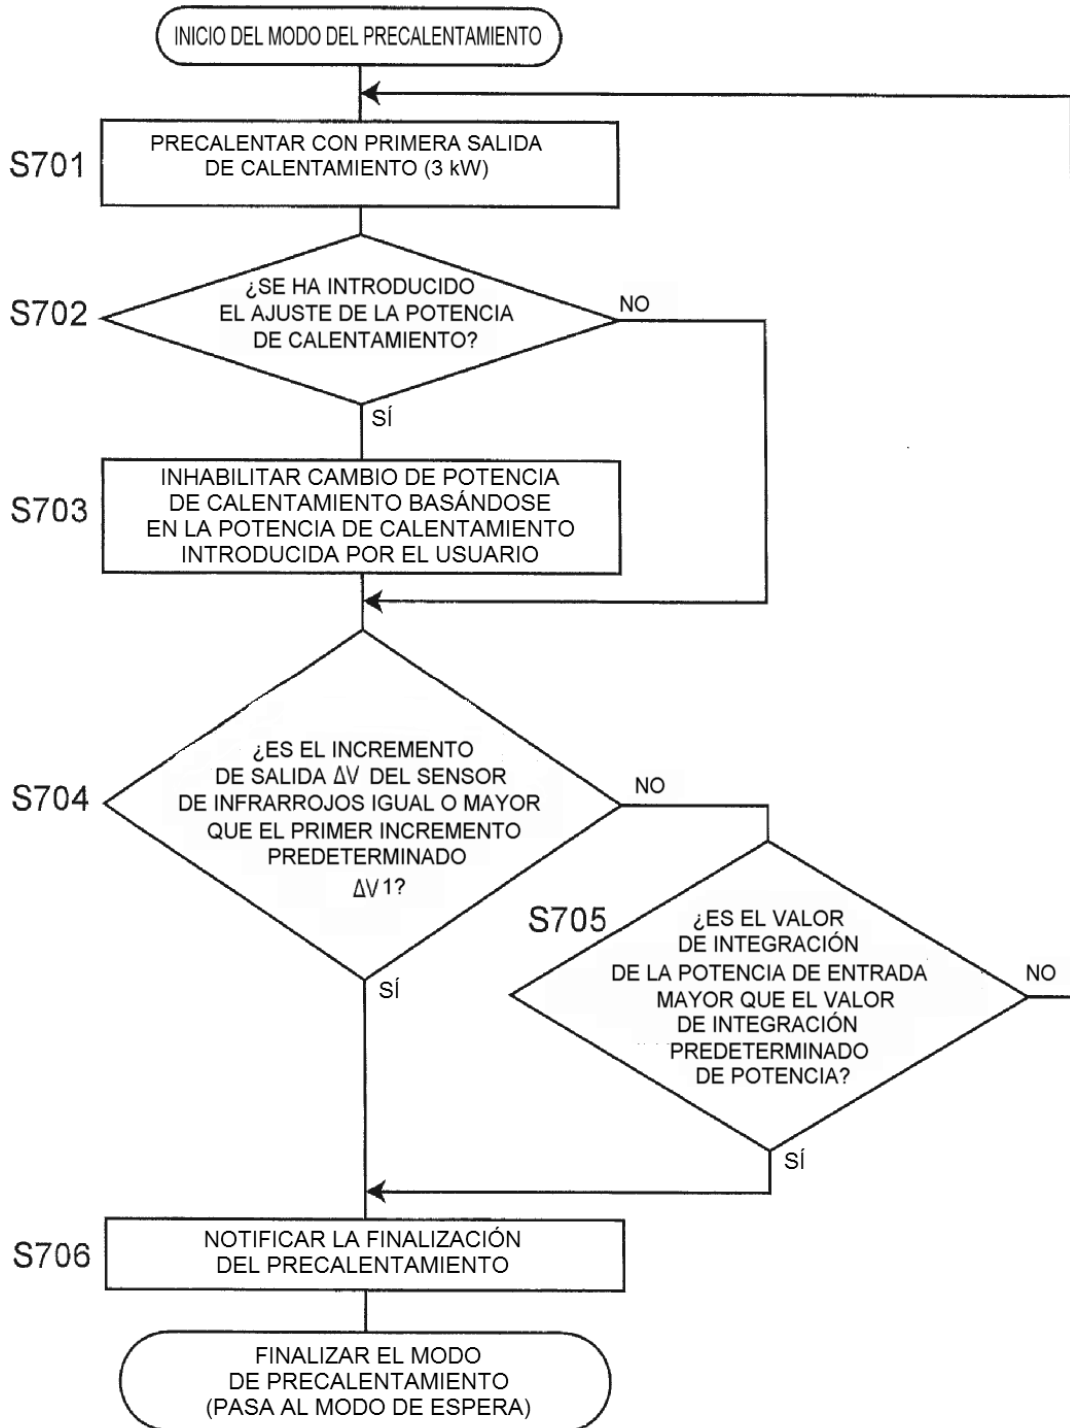 INICIO DEL MODO DEL PRECALENTAMIENTO
S701
PRECALENTAR CON PRIMERA SALIDA
DE CALENTAMIENTO (3 kW)
S702
¿SE HA INTRODUCIDO
EL AJUSTE DE LA POTENCIA
DE CALENTAMIENTO?
NO
SÍ
S703
INHABILITAR CAMBIO DE POTENCIA
DE CALENTAMIENTO BASÁNDOSE
EN LA POTENCIA DE CALENTAMIENTO
INTRODUCIDA POR EL USUARIO
S704
¿ES EL INCREMENTO
DE SALIDA ΔV DEL SENSOR
DE INFRARROJOS IGUAL O MAYOR
QUE EL PRIMER INCREMENTO
PREDETERMINADO
ΔV1?
NO
SÍ
S705
¿ES EL VALOR
DE INTEGRACIÓN
DE LA POTENCIA DE ENTRADA
MAYOR QUE EL VALOR
DE INTEGRACIÓN
PREDETERMINADO
DE POTENCIA?
NO
SÍ
S706
NOTIFICAR LA FINALIZACIÓN
DEL PRECALENTAMIENTO
FINALIZAR EL MODO
DE PRECALENTAMIENTO
(PASA AL MODO DE ESPERA)